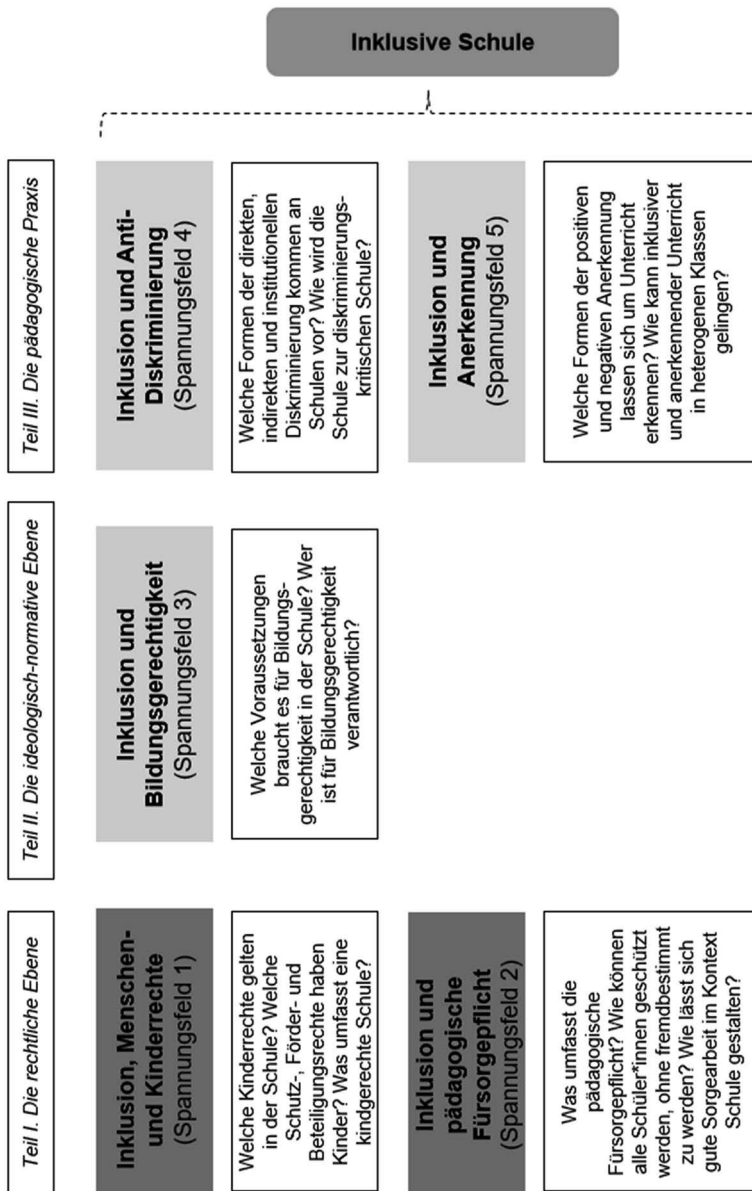 Inklusive Schule
Teil I. Die rechtliche Ebene
Inklusion, Menschen-
und Kinderrechte
(Spannungsfeld 1)
Welche Kinderrechte gelten
in der Schule? Welche
Schutz-, Förder- und
Beteiligungsrechte haben
Kinder? Was umfasst eine
kindgerechte Schule?
Inklusion und
pädagogische
Fürsorgepflicht
(Spannungsfeld 2)
Was umfasst die
pädagogische
Fürsorgepflicht? Wie können
alle Schüler*innen geschützt
werden, ohne fremdbestimmt
zu werden? Wie lässt sich
gute Sorgearbeit im Kontext
Schule gestalten?
Teil II. Die ideologisch-normative Ebene
Inklusion und
Bildungsgerechtigkeit
(Spannungsfeld 3)
Welche Voraussetzungen
braucht es für Bildungs-
gerechtigkeit in der Schule? Wer
ist für Bildungsgerechtigkeit
verantwortlich?
Teil III. Die pädagogische Praxis
Inklusion und Anti-
Diskriminierung
(Spannungsfeld 4)
Welche Formen der direkten,
indirekten und institutionellen
Diskriminierung kommen an
Schulen vor? Wie wird die
Schule zur diskriminierungs-
kritischen Schule?
Inklusion und
Anerkennung
(Spannungsfeld 5)
Welche Formen der positiven
und negativen Anerkennung
lassen sich um Unterricht
erkennen? Wie kann inklusiver
und anerkennender Unterricht
in heterogenen Klassen
gelingen?